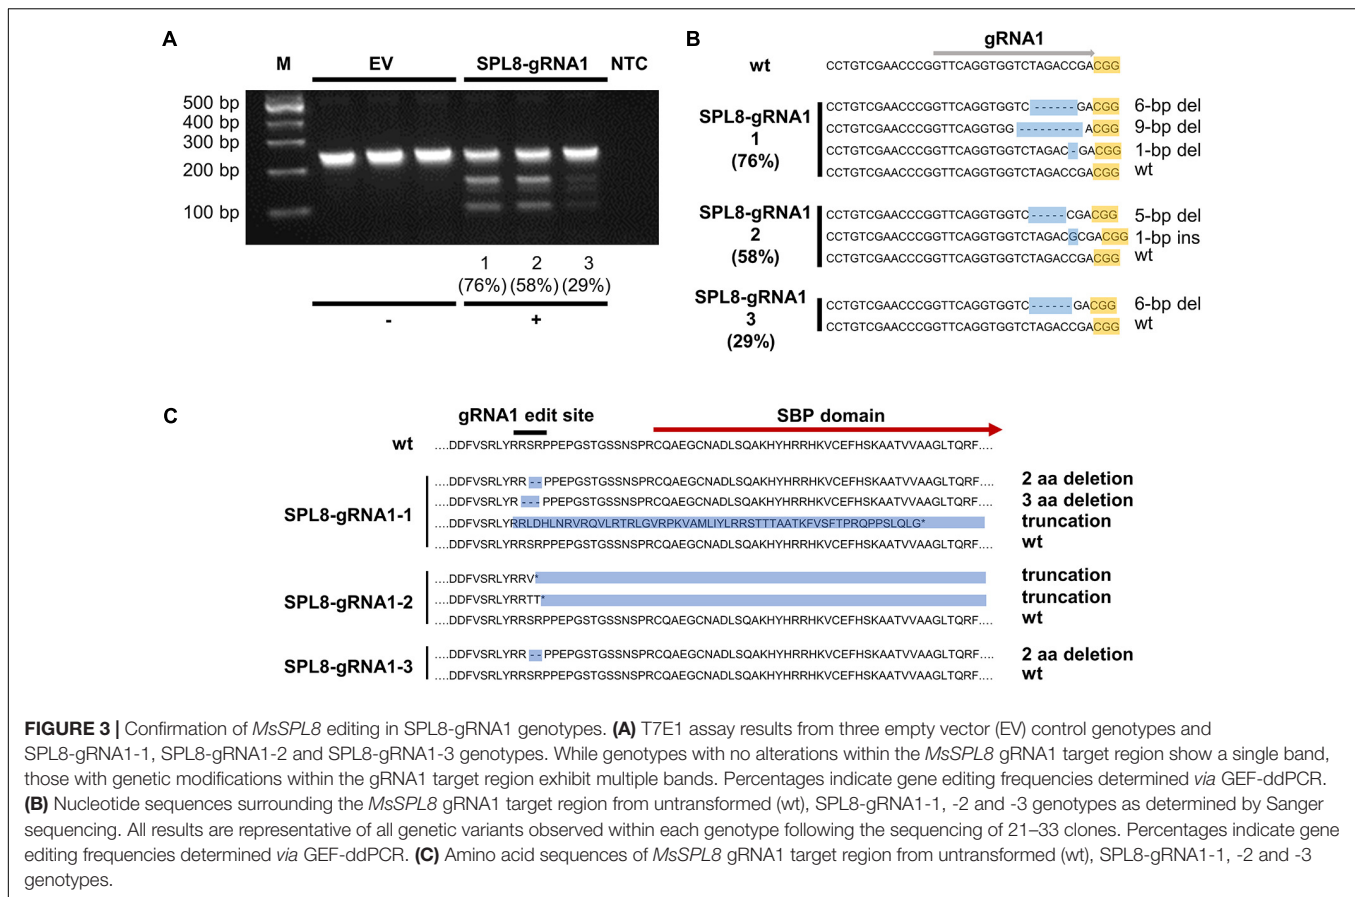 A
M EV SPL8-gRNA1 NTC
500 bp
400 bp
300 bp
200 bp
100 bp
1 2 3
(76%) (58%) (29%)
- +
B
gRNA1
wt CCTGTCGAACCCGGTTCAGGTGGTCTAGACCGACGG
SPL8-gRNA1
1
(76%)
CCTGTCGAACCCGGTTCAGGTGGTC------GACGG 6-bp del
CCTGTCGAACCCGGTTCAGGTGG---------ACGG 9-bp del
CCTGTCGAACCCGGTTCAGGTGGTCTAGAC-GACGG 1-bp del
CCTGTCGAACCCGGTTCAGGTGGTCTAGACCGACGG wt
SPL8-gRNA1
2
(58%)
CCTGTCGAACCCGGTTCAGGTGGTC-----CGACGG 5-bp del
CCTGTCGAACCCGGTTCAGGTGGTCTAGACGCGACGG 1-bp ins
CCTGTCGAACCCGGTTCAGGTGGTCTAGACCGACGG wt
SPL8-gRNA1
3
(29%)
CCTGTCGAACCCGGTTCAGGTGGTC------GACGG 6-bp del
CCTGTCGAACCCGGTTCAGGTGGTCTAGACCGACGG wt
C
gRNA1 edit site SBP domain
wt ....DDFVSRLYRRSRPPEPGSTGSSNSPRCQAEGCNADLSQAKHYHRRHKVCEFHSKAATVVAAGLTQRF....
SPL8-gRNA1-1
....DDFVSRLYRR--PPEPGSTGSSNSPRCQAEGCNADLSQAKHYHRRHKVCEFHSKAATVVAAGLTQRF.... 2 aa deletion
....DDFVSRLYR---PPEPGSTGSSNSPRCQAEGCNADLSQAKHYHRRHKVCEFHSKAATVVAAGLTQRF.... 3 aa deletion
....DDFVSRLYRRLDHLNRVRQVLRTRLGVRPKVAMLIYLRRSTTTAATKFVSFTPRQPPSLQLG* truncation
....DDFVSRLYRRSRPPEPGSTGSSNSPRCQAEGCNADLSQAKHYHRRHKVCEFHSKAATVVAAGLTQRF.... wt
SPL8-gRNA1-2
....DDFVSRLYRRV* truncation
....DDFVSRLYRRTT* truncation
....DDFVSRLYRRSRPPEPGSTGSSNSPRCQAEGCNADLSQAKHYHRRHKVCEFHSKAATVVAAGLTQRF.... wt
SPL8-gRNA1-3
....DDFVSRLYRR--PPEPGSTGSSNSPRCQAEGCNADLSQAKHYHRRHKVCEFHSKAATVVAAGLTQRF.... 2 aa deletion
....DDFVSRLYRRSRPPEPGSTGSSNSPRCQAEGCNADLSQAKHYHRRHKVCEFHSKAATVVAAGLTQRF.... wt
FIGURE 3 | Confirmation of MsSPL8 editing in SPL8-gRNA1 genotypes. (A) T7E1 assay results from three empty vector (EV) control genotypes and
SPL8-gRNA1-1, SPL8-gRNA1-2 and SPL8-gRNA1-3 genotypes. While genotypes with no alterations within the MsSPL8 gRNA1 target region show a single band,
those with genetic modifications within the gRNA1 target region exhibit multiple bands. Percentages indicate gene editing frequencies determined via GEF-ddPCR.
(B) Nucleotide sequences surrounding the MsSPL8 gRNA1 target region from untransformed (wt), SPL8-gRNA1-1, -2 and -3 genotypes as determined by Sanger
sequencing. All results are representative of all genetic variants observed within each genotype following the sequencing of 21–33 clones. Percentages indicate gene
editing frequencies determined via GEF-ddPCR. (C) Amino acid sequences of MsSPL8 gRNA1 target region from untransformed (wt), SPL8-gRNA1-1, -2 and -3
genotypes.